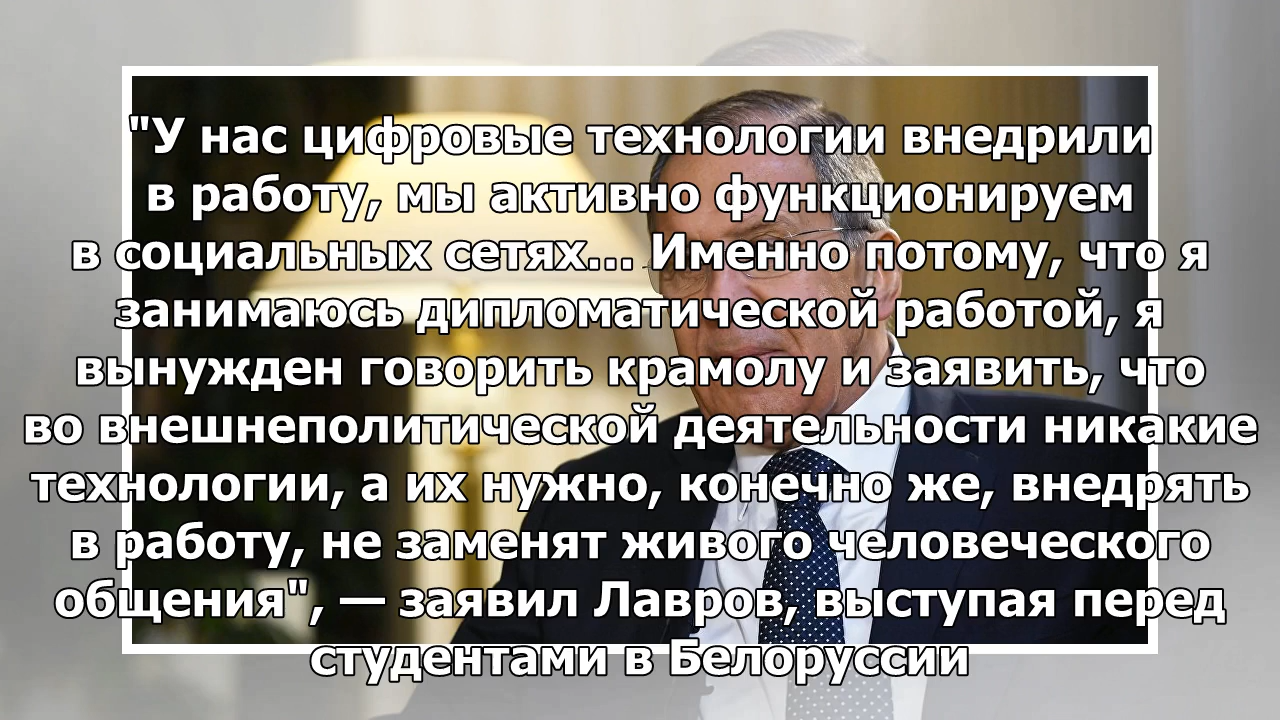 "У нас цифровые технологии внедрили
в работу, мы активно функционируем
в социальных сетях... Именно потому, что я
занимаюсь дипломатической работой, я
вынужден говорить крамолу и заявить, что
во внешнеполитической деятельности никакие
технологии, а их нужно, конечно же, внедрять
в работу, не заменят живого человеческого
общения", — заявил Лавров, выступая перед
студентами в Белоруссии